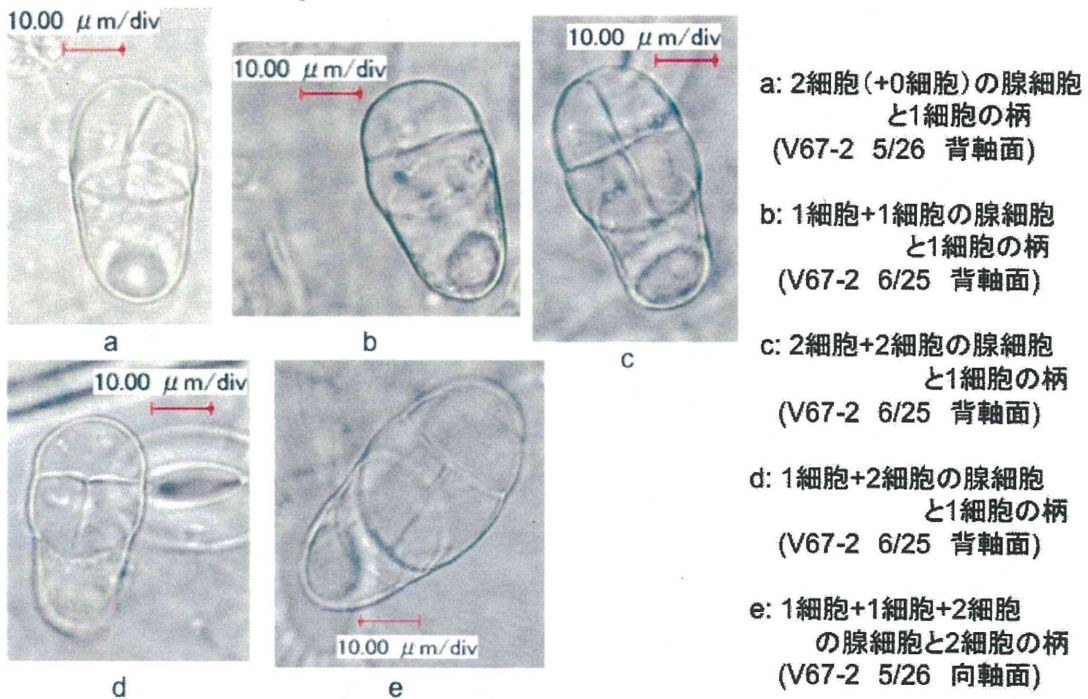 10.00 μm/div
10.00 μm/div
10.00 μm/div
a
b
c
10.00 μm/div
10.00 μm/div
d
e
a: 2細胞(+0細胞)の腺細胞
と1細胞の柄
(V67-2 5/26 背軸面)
b: 1細胞+1細胞の腺細胞
と1細胞の柄
(V67-2 6/25 背軸面)
c: 2細胞+2細胞の腺細胞
と1細胞の柄
(V67-2 6/25 背軸面)
d: 1細胞+2細胞の腺細胞
と1細胞の柄
(V67-2 6/25 背軸面)
e: 1細胞+1細胞+2細胞
の腺細胞と2細胞の柄
(V67-2 5/26 向軸面)